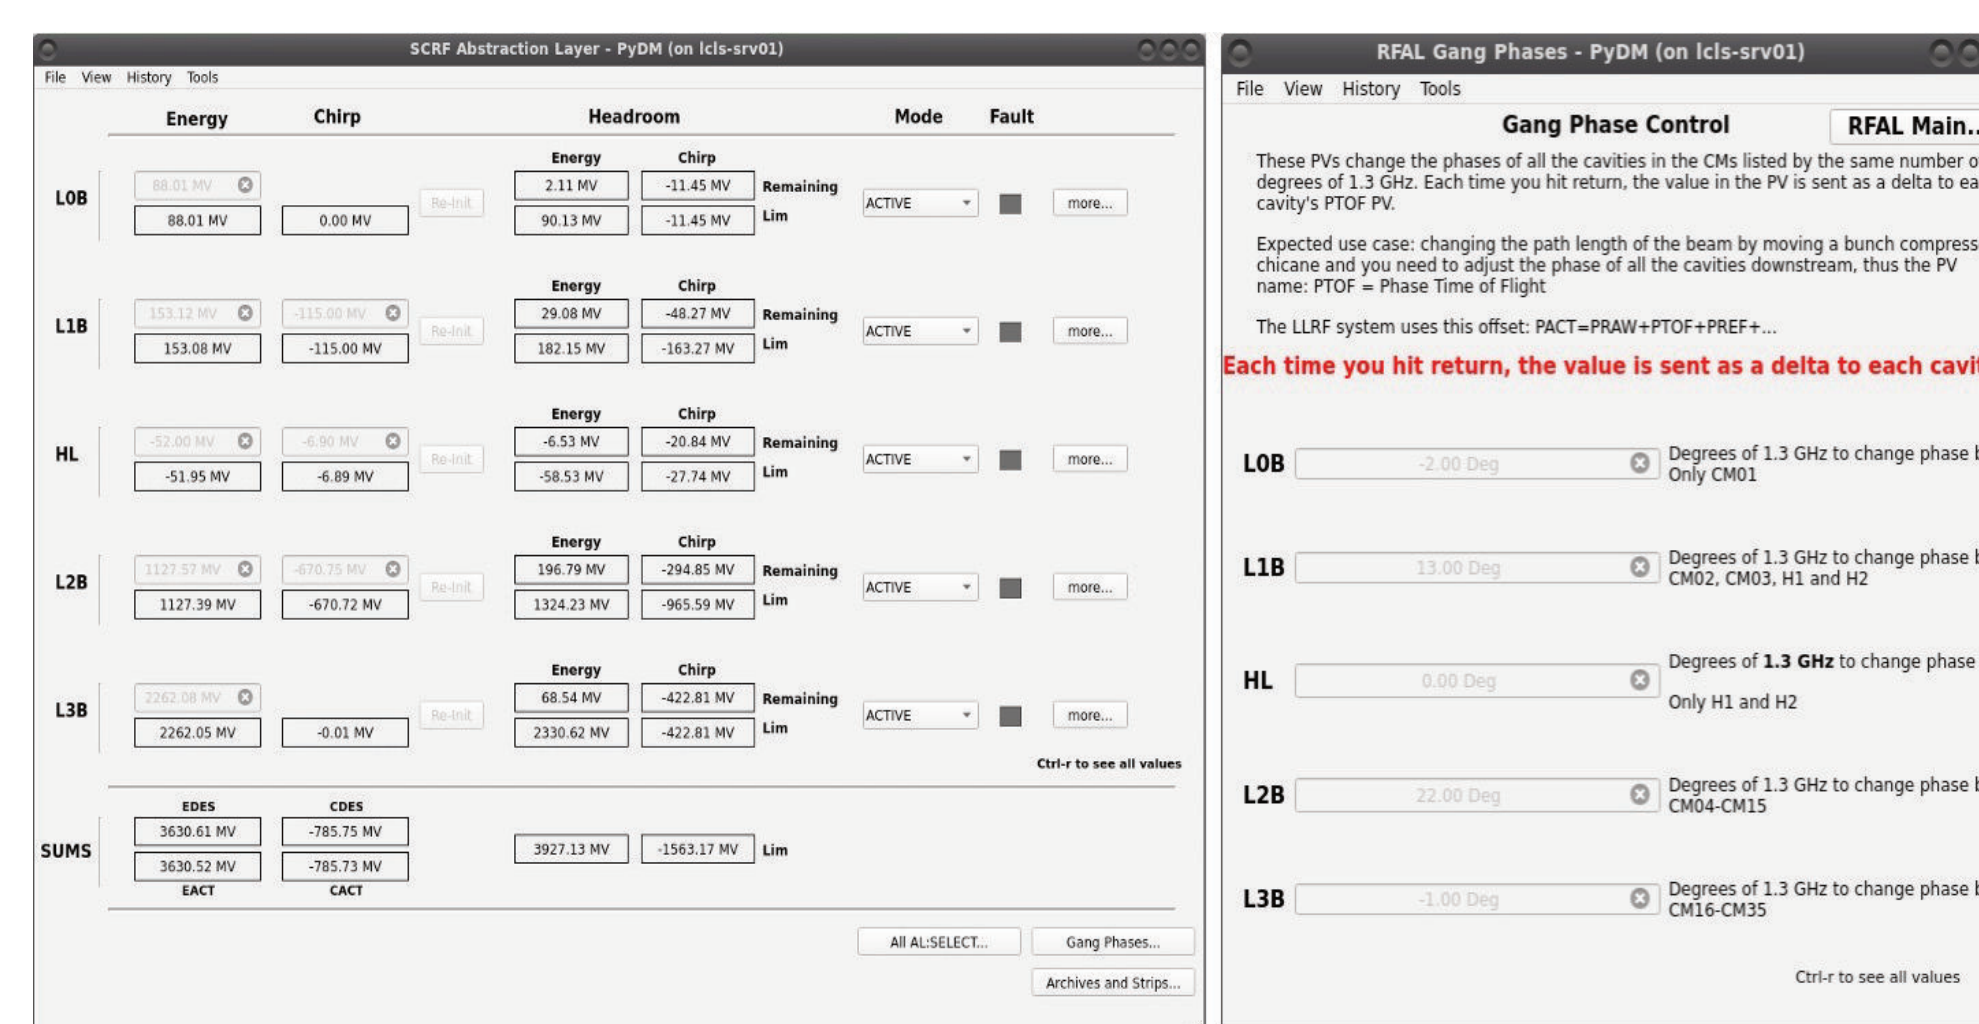 SCRF Abstraction Layer - PyDM (on lcls-srv01)
File View History Tools
Energy Chirp Headroom Mode Fault
Energy Chirp
L0B 88.01 MV Re-Init 2.11 MV -11.45 MV Remaining ACTIVE more...
88.01 MV 0.00 MV 90.13 MV -11.45 MV Lim
Energy Chirp
L1B 153.12 MV -115.00 MV Re-Init 29.08 MV -48.27 MV Remaining ACTIVE more...
153.08 MV -115.00 MV 182.15 MV -163.27 MV Lim
Energy Chirp
HL -52.00 MV -6.90 MV Re-Init -6.53 MV -20.84 MV Remaining ACTIVE more...
-51.95 MV -6.89 MV -58.53 MV -27.74 MV Lim
Energy Chirp
L2B 1127.57 MV -670.75 MV Re-Init 196.79 MV -294.85 MV Remaining ACTIVE more...
1127.39 MV -670.72 MV 1324.23 MV -965.59 MV Lim
Energy Chirp
L3B 2262.08 MV Re-Init 68.54 MV -422.81 MV Remaining ACTIVE more...
2262.05 MV -0.01 MV 2330.62 MV -422.81 MV Lim
Ctrl-r to see all values
EDES CDES
3630.61 MV -785.75 MV
SUMS 3927.13 MV -1563.17 MV Lim
3630.52 MV -785.73 MV
EACT CACT
All AL:SELECT... Gang Phases...
Archives and Strips...
RFAL Gang Phases - PyDM (on lcls-srv01)
File View History Tools
Gang Phase Control RFAL Main..
These PVs change the phases of all the cavities in the CMs listed by the same number
degrees of 1.3 GHz. Each time you hit return, the value in the PV is sent as a delta to
cavity's PTOF PV.
Expected use case: changing the path length of the beam by moving a bunch
chicane and you need to adjust the phase of all the cavities downstream, thus the PV
name: PTOF = Phase Time of Flight
The LLRF system uses this offset: PACT=PRAW+PTOF+PREF+...
Each time you hit return, the value is sent as a delta to each
L0B -2.00 Deg Degrees of 1.3 GHz to change phase
Only CM01
L1B 13.00 Deg Degrees of 1.3 GHz to change phase
CM02, CM03, H1 and H2
HL 0.00 Deg Degrees of 1.3 GHz to change phase
Only H1 and H2
L2B 22.00 Deg Degrees of 1.3 GHz to change phase
CM04-CM15
L3B -1.00 Deg Degrees of 1.3 GHz to change phase
CM16-CM35
Ctrl-r to see all values